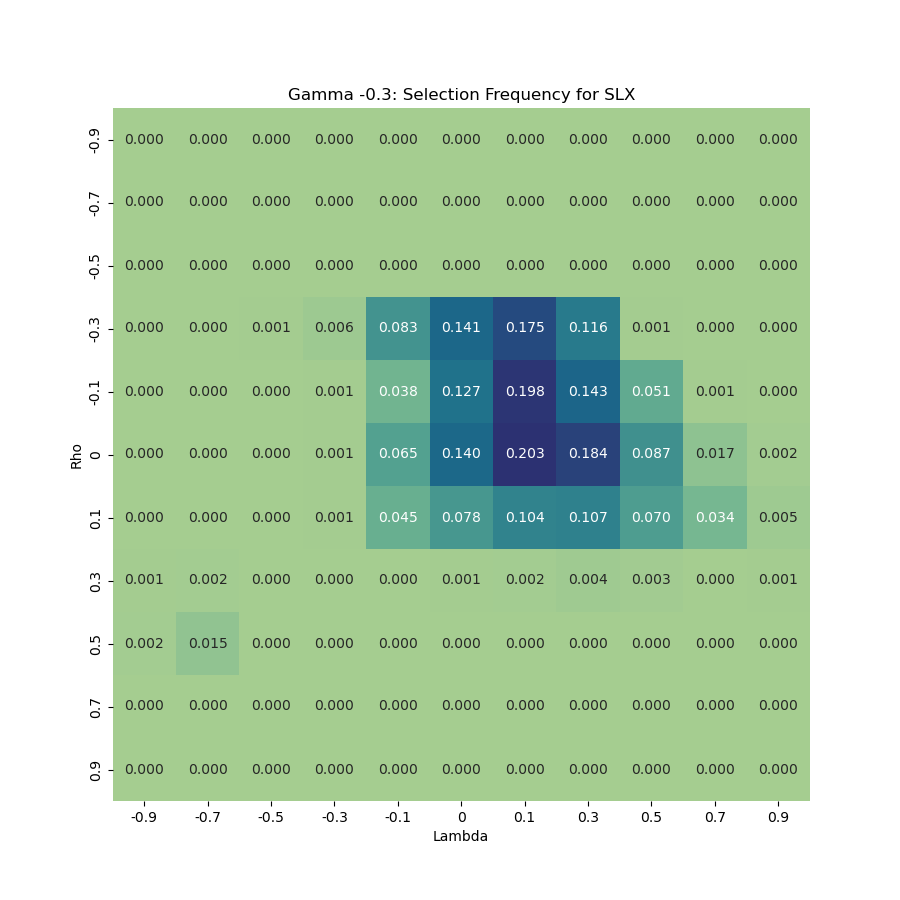 Gamma -0.3: Selection Frequency for SLX
-0.9 0.000 0.000 0.000 0.000 0.000 0.000 0.000 0.000 0.000 0.000 0.000
-0.7 0.000 0.000 0.000 0.000 0.000 0.000 0.000 0.000 0.000 0.000 0.000
-0.5 0.000 0.000 0.000 0.000 0.000 0.000 0.000 0.000 0.000 0.000 0.000
-0.3 0.000 0.000 0.001 0.006 0.083 0.141 0.175 0.116 0.001 0.000 0.000
-0.1 0.000 0.000 0.000 0.001 0.038 0.127 0.198 0.143 0.051 0.001 0.000
Rho
0 0.000 0.000 0.000 0.001 0.065 0.140 0.203 0.184 0.087 0.017 0.002
0.1 0.000 0.000 0.000 0.001 0.045 0.078 0.104 0.107 0.070 0.034 0.005
0.3 0.001 0.002 0.000 0.000 0.000 0.001 0.002 0.004 0.003 0.000 0.001
0.5 0.002 0.015 0.000 0.000 0.000 0.000 0.000 0.000 0.000 0.000 0.000
0.7 0.000 0.000 0.000 0.000 0.000 0.000 0.000 0.000 0.000 0.000 0.000
0.9 0.000 0.000 0.000 0.000 0.000 0.000 0.000 0.000 0.000 0.000 0.000
-0.9 -0.7 -0.5 -0.3 -0.1 0 0.1 0.3 0.5 0.7 0.9
Lambda